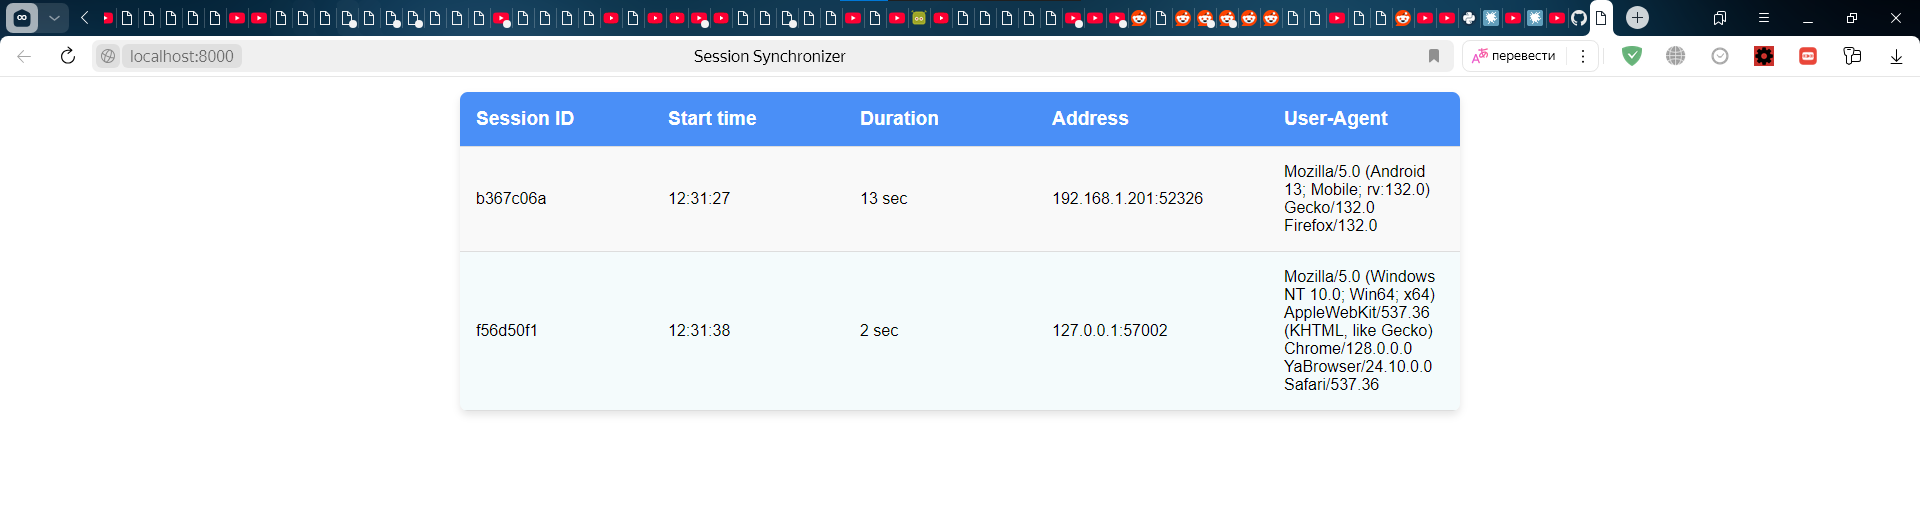 localhost:8000
Session Synchronizer
перевести
Session ID
Start time
Duration
Address
User-Agent
b367c06a
12:31:27
13 sec
192.168.1.201:52326
Mozilla/5.0 (Android
13; Mobile; rv:132.0)
Gecko/132.0
Firefox/132.0
f56d50f1
12:31:38
2 sec
127.0.0.1:57002
Mozilla/5.0 (Windows
NT 10.0; Win64; x64)
AppleWebKit/537.36
(KHTML, like Gecko)
Chrome/128.0.0.0
YaBrowser/24.10.0.0
Safari/537.36